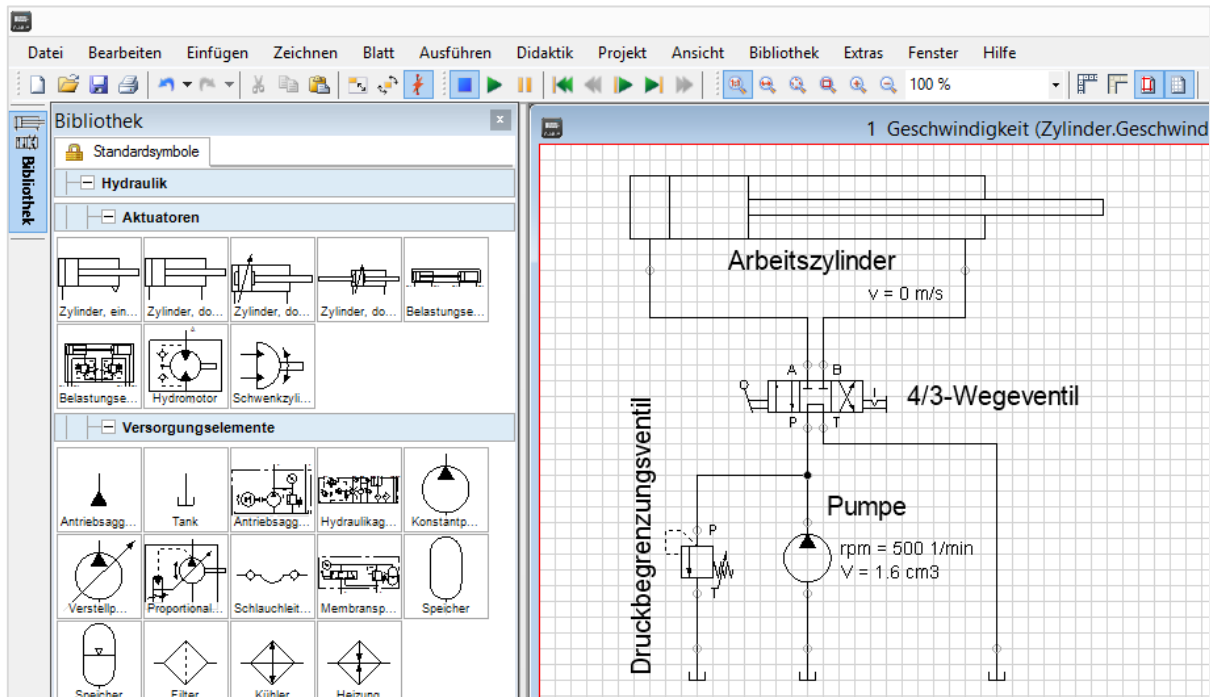 Datei Bearbeiten Einfügen Zeichnen Blatt Ausführen Didaktik Projekt Ansicht Bibliothek Extras Fenster Hilfe
100 %
Bibliothek
Bibliothek
Standardsymbole
Hydraulik
Aktuatoren
Zylinder, ein... Zylinder, do... Zylinder, do... Zylinder, do... Belastungse...
Belastungse... Hydromotor Schwenkzyli...
Versorgungselemente
Antriebsagg... Tank Antriebsagg... Hydraulikag... Konstantp...
Verstellp... Proportional... Schlauchleit... Membransp... Speicher
Speicher Filter Kühler Heizung
1 Geschwindigkeit (Zylinder.Geschwind
Arbeitszylinder
v = 0 m/s
A B
4/3-Wegeventil
P T
Druckbegrenzungsventil
Pumpe
P
rpm = 500 1/min
V = 1.6 cm3
T